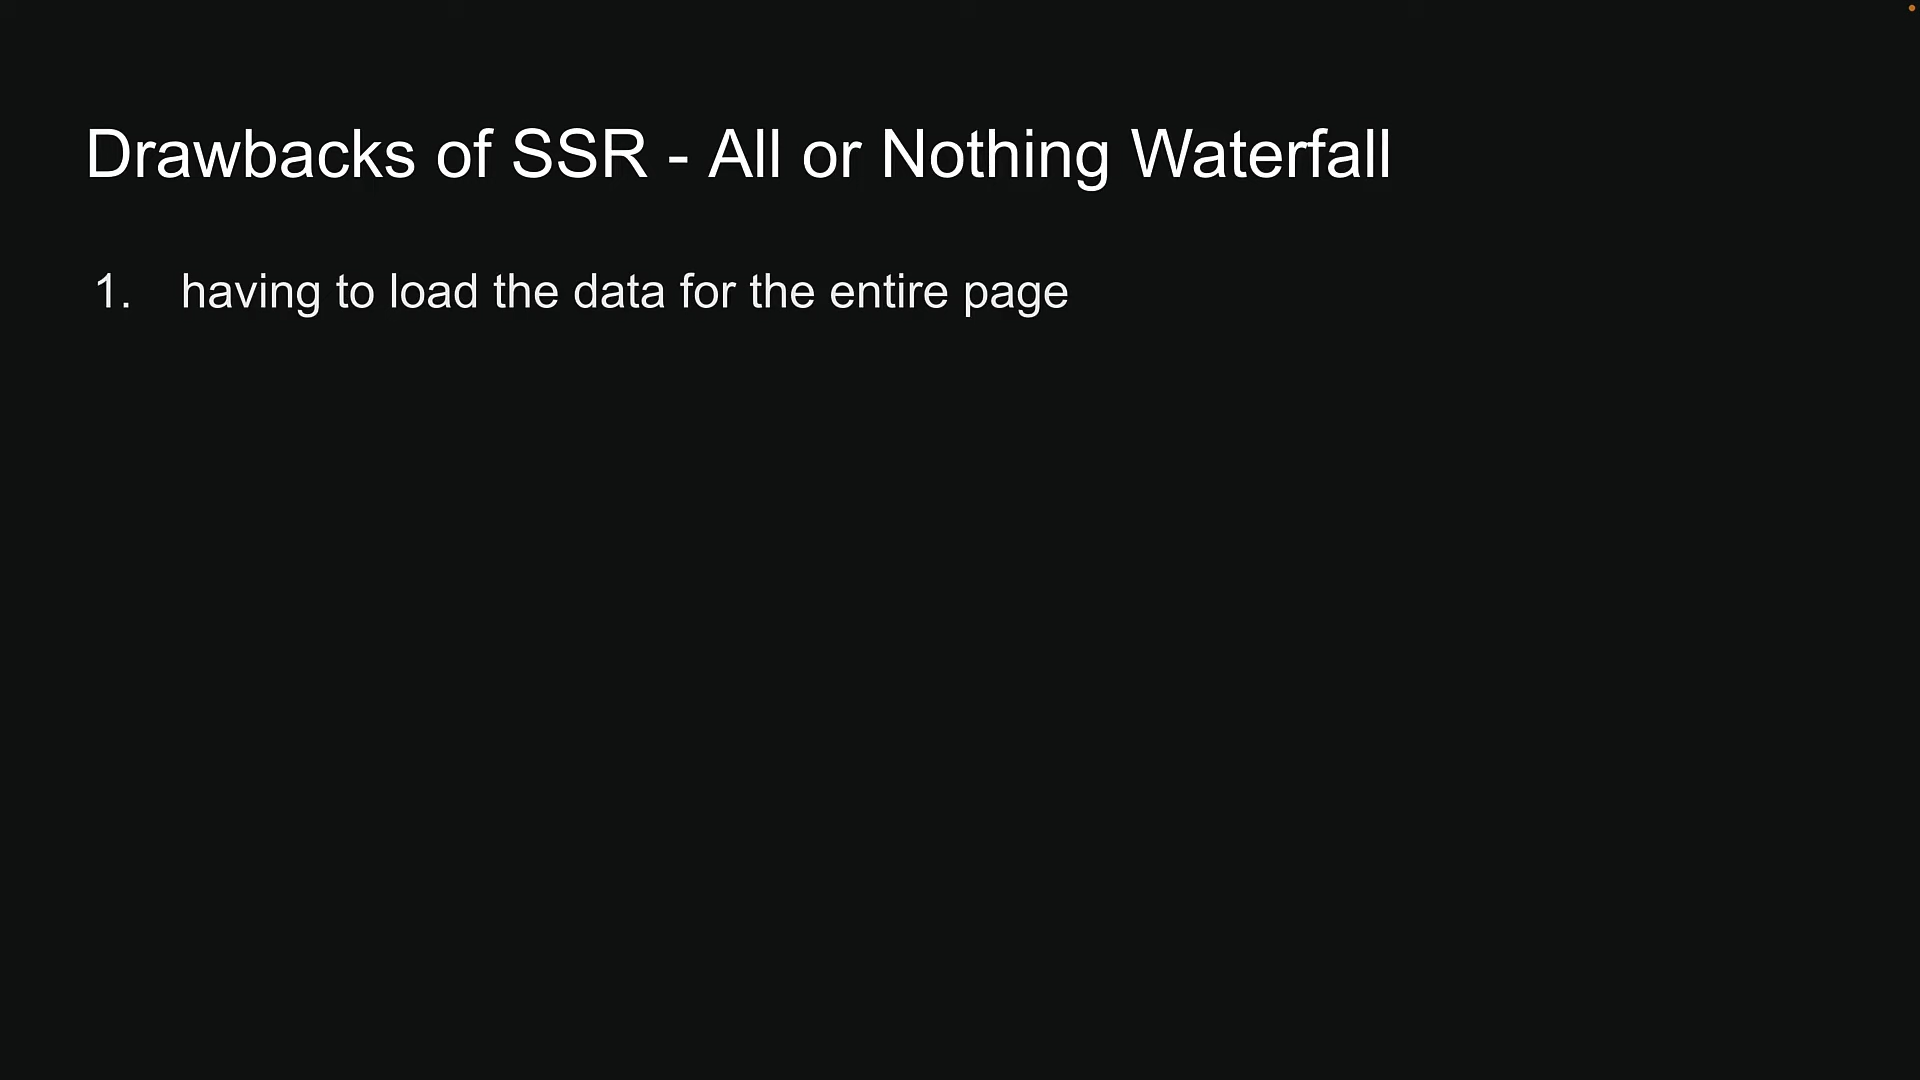 Drawbacks of SSR - All or Nothing Waterfall
1. having to load the data for the entire page